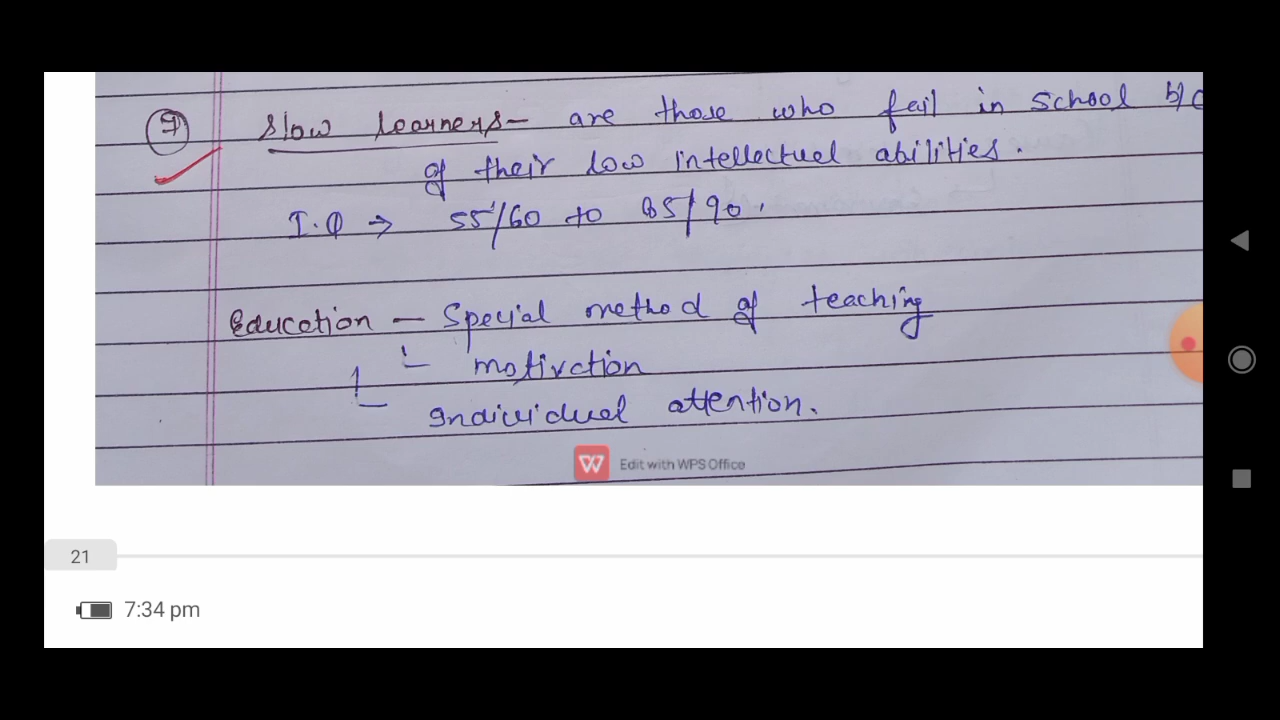 9 Slow learners- are those who fail in school b/c
of their low intellectual abilities.
I.Q → 55/60 to 85/90.
Education - Special method of teaching
motivation
Individual attention.
Edit with WPS Office
21
7:34 pm